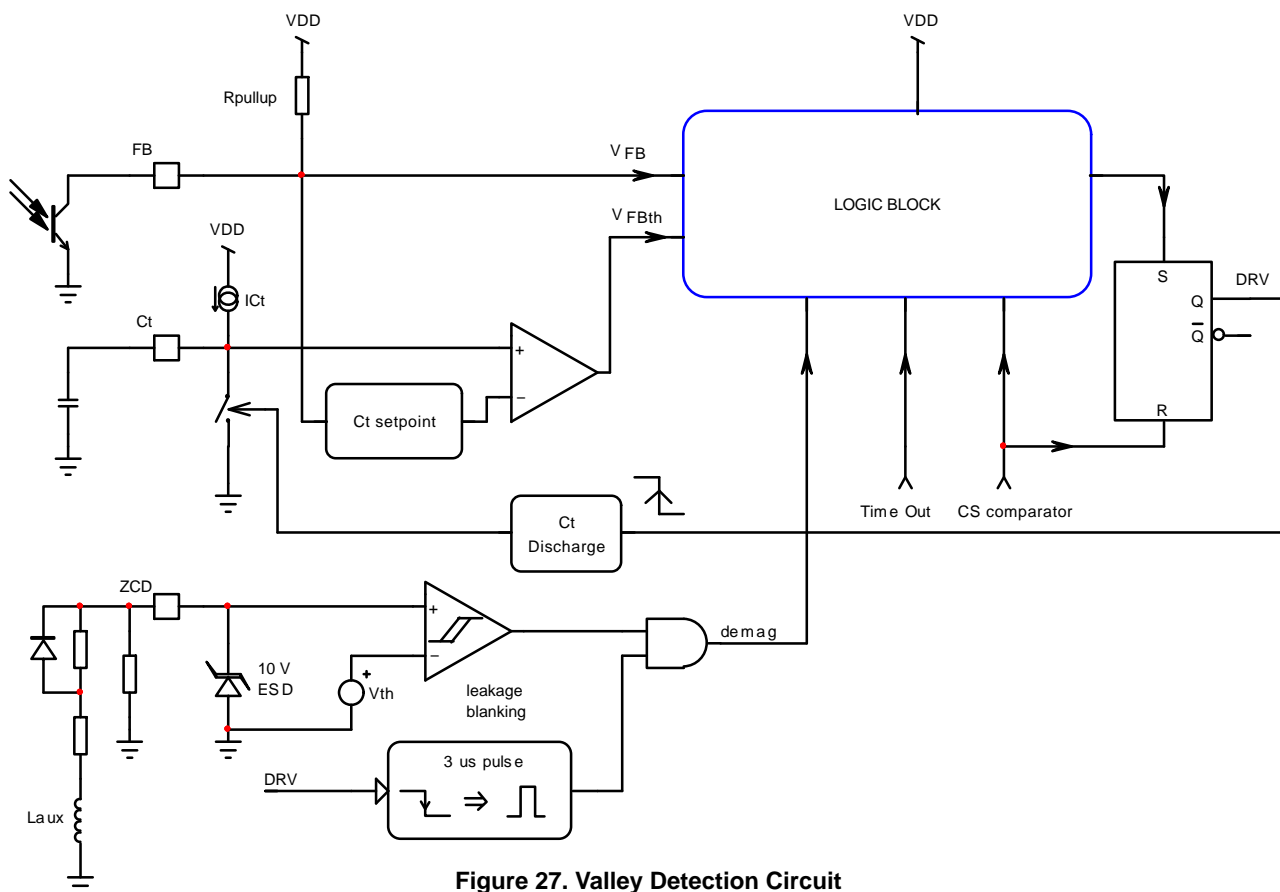 VDD
VDD
Rpullup
FB
V FB
LOGIC BLOCK
V FBth
VDD
ICt
S
DRV
Q
Q
Ct
+
−
Ct setpoint
R
Time Out
CS comparator
Ct
Discharge
ZCD
+
−
demag
10 V
ESD
+
Vth
leakage
blanking
3 us pulse
DRV
⇒
Laux
Figure 27. Valley Detection Circuit